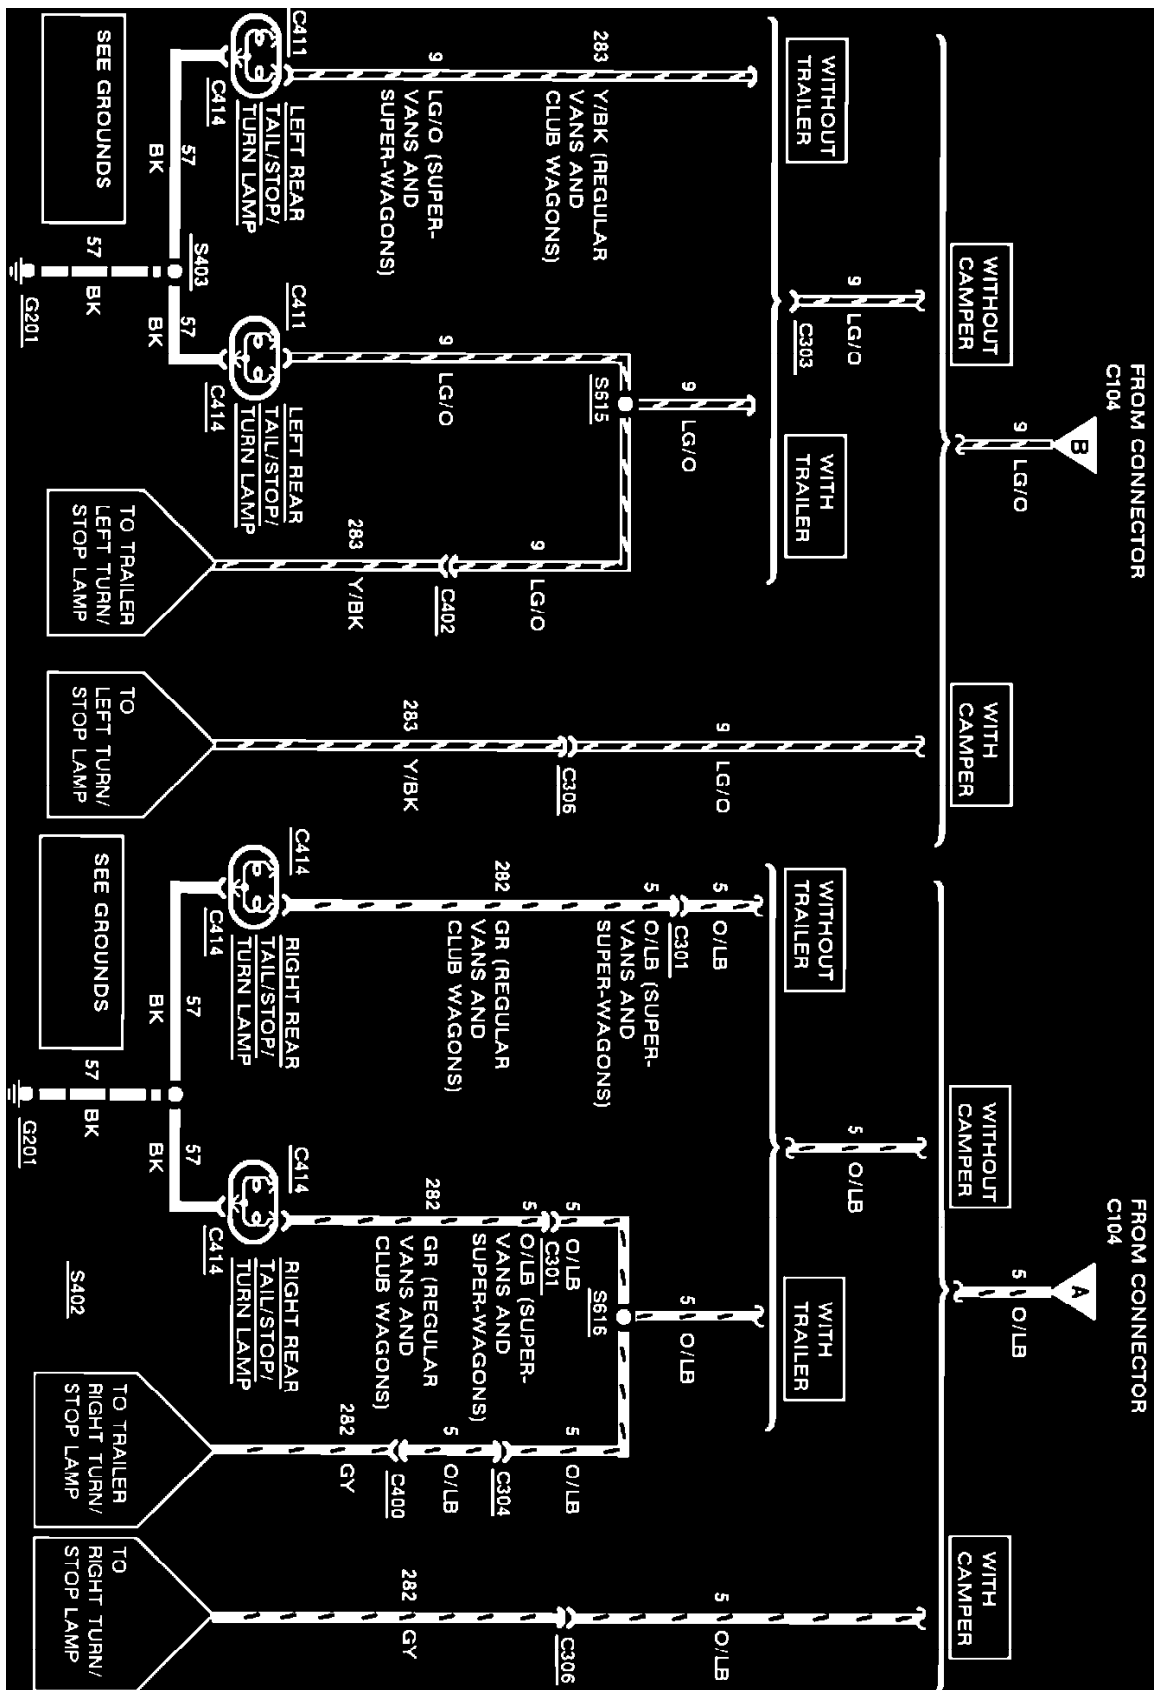 FROM CONNECTOR
C104
B
9
LG/O
WITHOUT
CAMPER
WITH
CAMPER
9
LG/O
C303
WITHOUT
TRAILER
WITH
TRAILER
283
Y/BK (REGULAR
VANS AND
CLUB WAGONS)
9
LG/O (SUPER-
VANS AND
SUPER-WAGONS)
9
LG/O
S615
9
LG/O
9
LG/O
C402
283
Y/BK
9
LG/O
C306
283
Y/BK
C411
LEFT REAR
TAIL/STOP/
TURN LAMP
C414
C411
LEFT REAR
TAIL/STOP/
TURN LAMP
C414
57
BK
S403
57
BK
57
BK
G201
SEE GROUNDS
TO TRAILER
LEFT TURN/
STOP LAMP
TO
LEFT TURN/
STOP LAMP
FROM CONNECTOR
C104
A
5
O/LB
WITHOUT
CAMPER
WITH
CAMPER
5
O/LB
WITHOUT
TRAILER
WITH
TRAILER
5
O/LB
C301
5
O/LB (SUPER-
VANS AND
SUPER-WAGONS)
282
GR (REGULAR
VANS AND
CLUB WAGONS)
5
O/LB
S616
5
O/LB
C301
5
O/LB (SUPER-
VANS AND
SUPER-WAGONS)
282
GR (REGULAR
VANS AND
CLUB WAGONS)
5
O/LB
C304
5
O/LB
C400
282
GY
5
O/LB
C306
282
GY
C414
RIGHT REAR
TAIL/STOP/
TURN LAMP
C414
C414
RIGHT REAR
TAIL/STOP/
TURN LAMP
C414
57
BK
57
BK
57
BK
G201
S402
SEE GROUNDS
TO TRAILER
RIGHT TURN/
STOP LAMP
TO
RIGHT TURN/
STOP LAMP